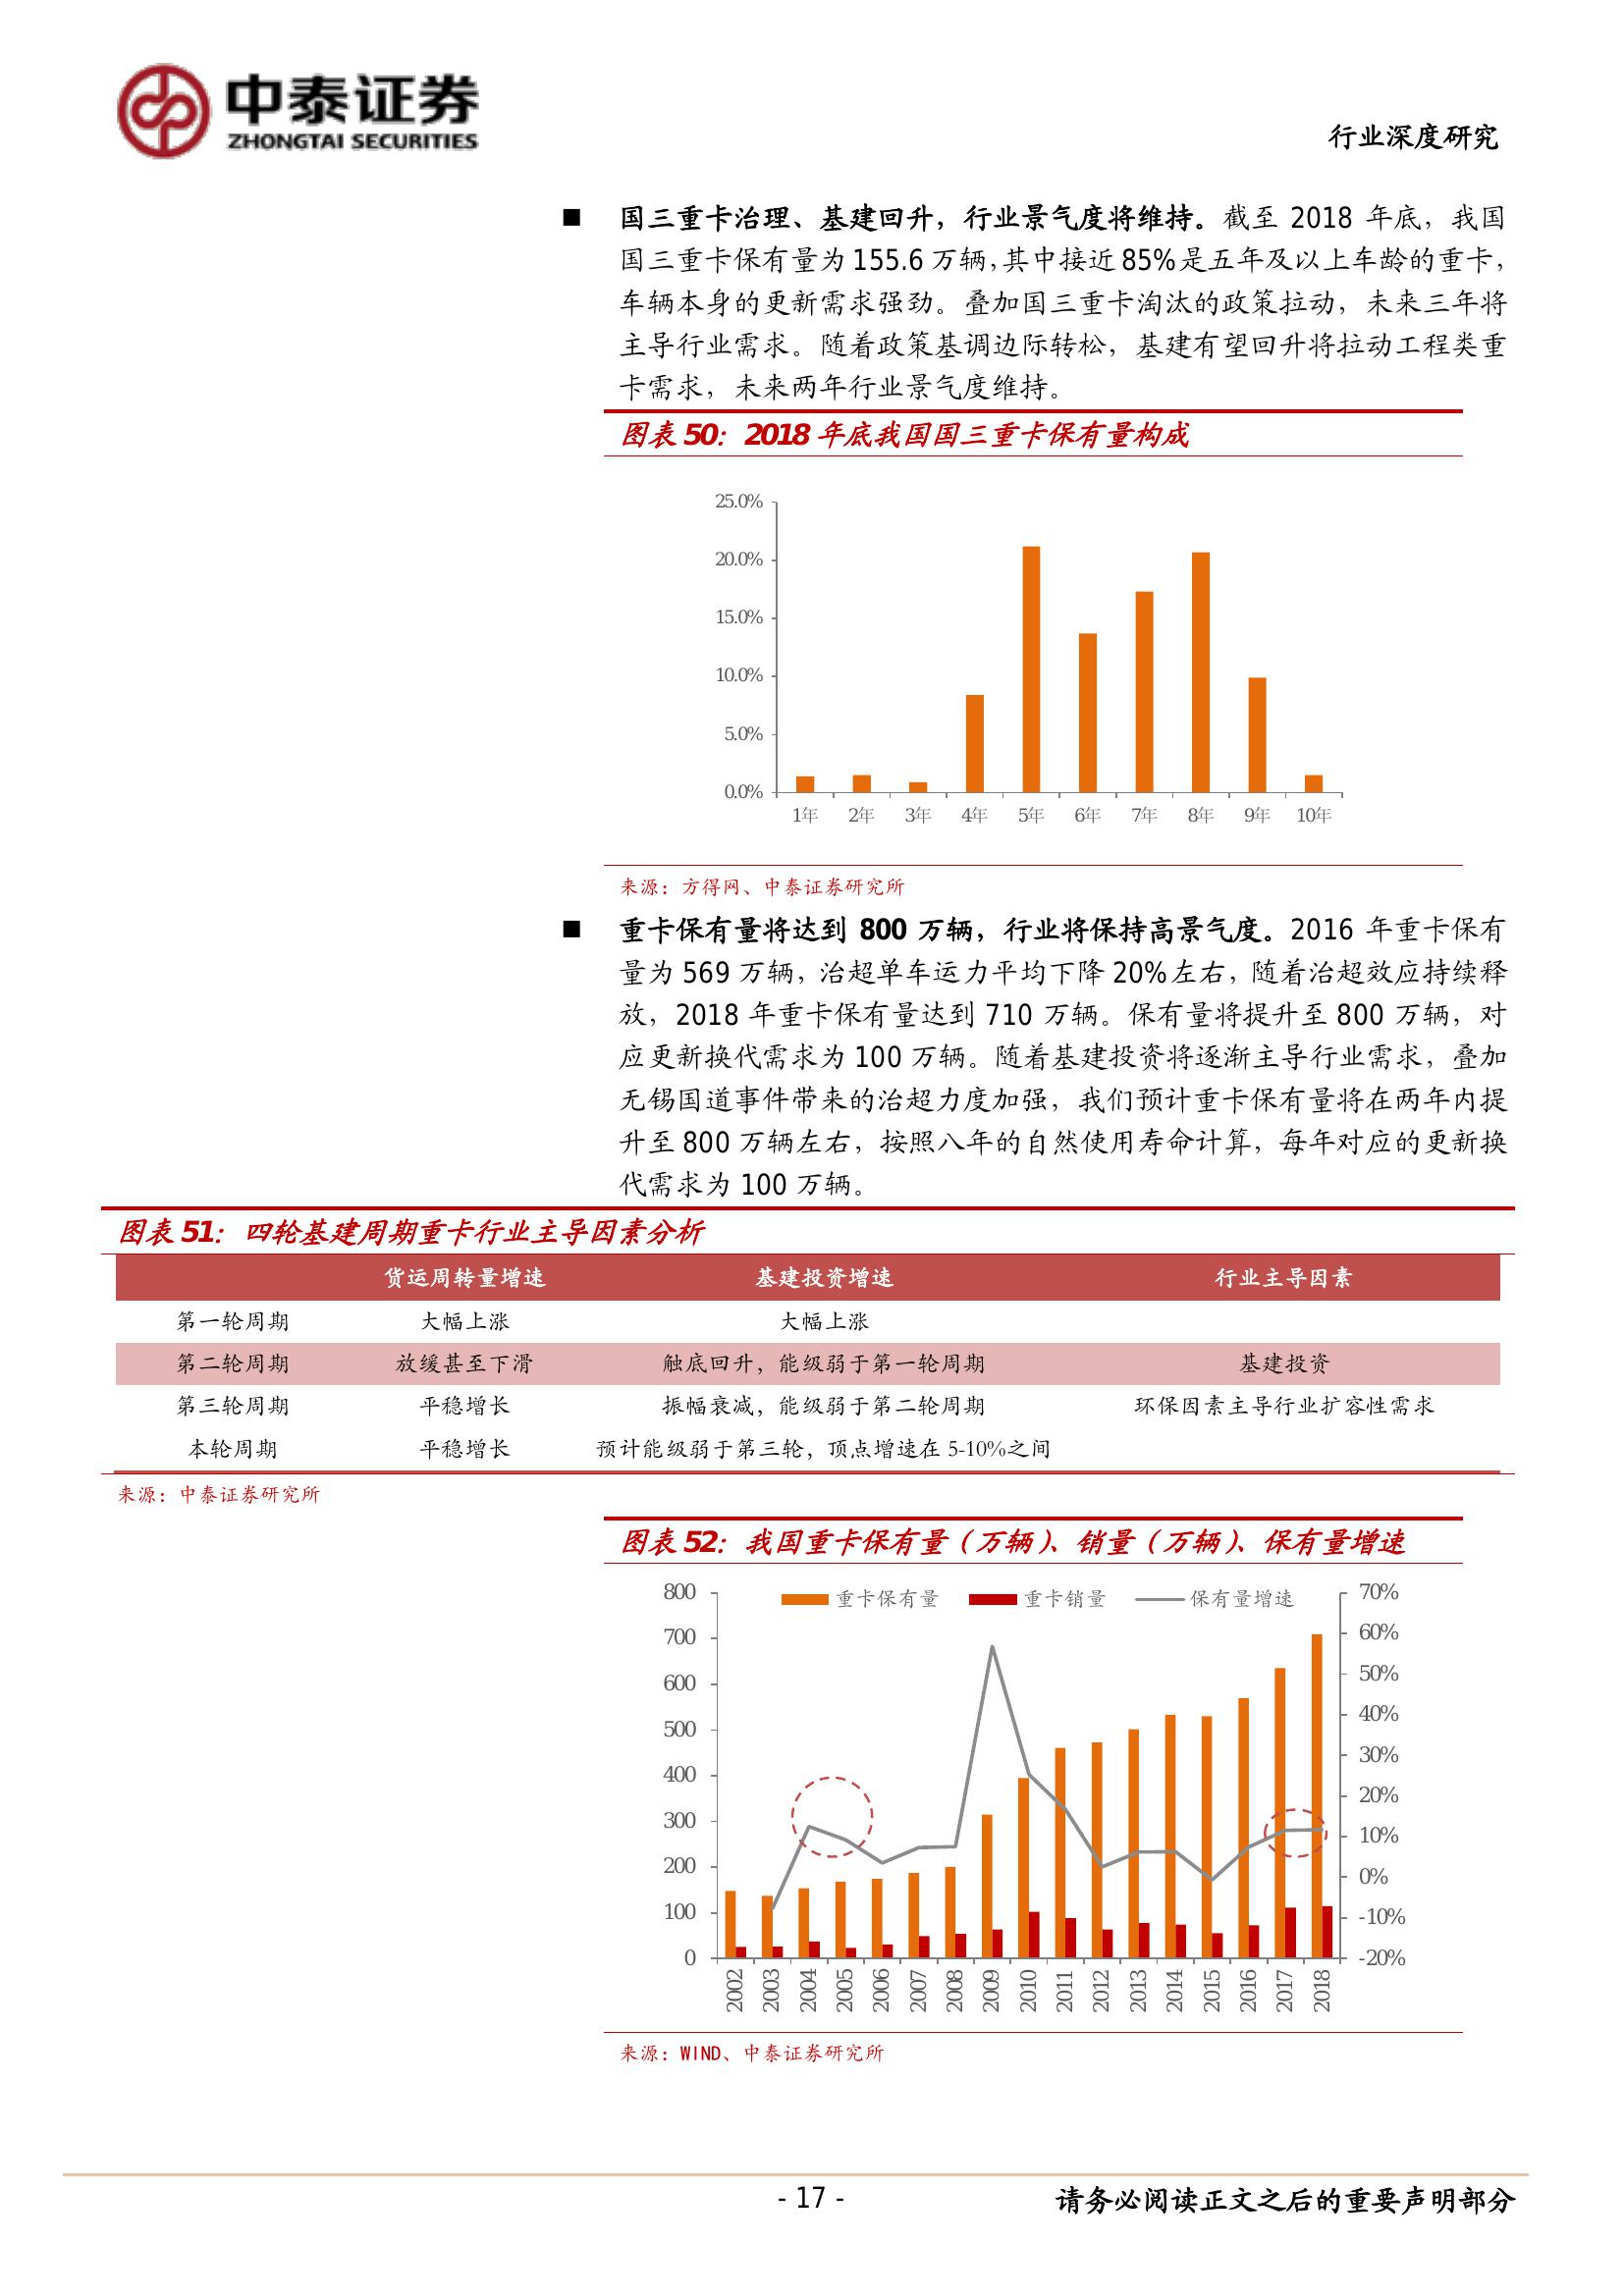 中泰证券
ZHONGTAI SECURITIES
行业深度研究
■ 国三重卡治理、基建回升，行业景气度将维持。截至 2018 年底，我国
国三重卡保有量为 155.6 万辆，其中接近 85%是五年及以上车龄的重卡，
车辆本身的更新需求强劲。叠加国三重卡淘汰的政策拉动，未来三年将
主导行业需求。随着政策基调边际转松，基建有望回升将拉动工程类重
卡需求，未来两年行业景气度维持。
图表 50：2018 年底我国国三重卡保有量构成
25.0%
20.0%
15.0%
10.0%
5.0%
0.0%
1年 2年 3年 4年 5年 6年 7年 8年 9年 10年
来源：方得网、中泰证券研究所
■ 重卡保有量将达到 800 万辆，行业将保持高景气度。2016 年重卡保有
量为 569 万辆，治超单车运力平均下降 20%左右，随着治超效应持续释
放，2018 年重卡保有量达到 710 万辆。保有量将提升至 800 万辆，对
应更新换代需求为 100 万辆。随着基建投资将逐渐主导行业需求，叠加
无锡国道事件带来的治超力度加强，我们预计重卡保有量将在两年内提
升至 800 万辆左右，按照八年的自然使用寿命计算，每年对应的更新换
代需求为 100 万辆。
图表 51：四轮基建周期重卡行业主导因素分析
货运周转量增速 基建投资增速 行业主导因素
第一轮周期 大幅上涨 大幅上涨
第二轮周期 放缓甚至下滑 触底回升，能级弱于第一轮周期 基建投资
第三轮周期 平稳增长 振幅衰减，能级弱于第二轮周期 环保因素主导行业扩容性需求
本轮周期 平稳增长 预计能级弱于第三轮，顶点增速在 5-10%之间
来源：中泰证券研究所
图表 52：我国重卡保有量（万辆）、销量（万辆）、保有量增速
重卡保有量 重卡销量 保有量增速
800 70%
700 60%
600 50%
500 40%
400 30%
300 20%
200 10%
100 0%
0 -10%
-20%
2002 2003 2004 2005 2006 2007 2008 2009 2010 2011 2012 2013 2014 2015 2016 2017 2018
来源：WIND、中泰证券研究所
- 17 -
请务必阅读正文之后的重要声明部分